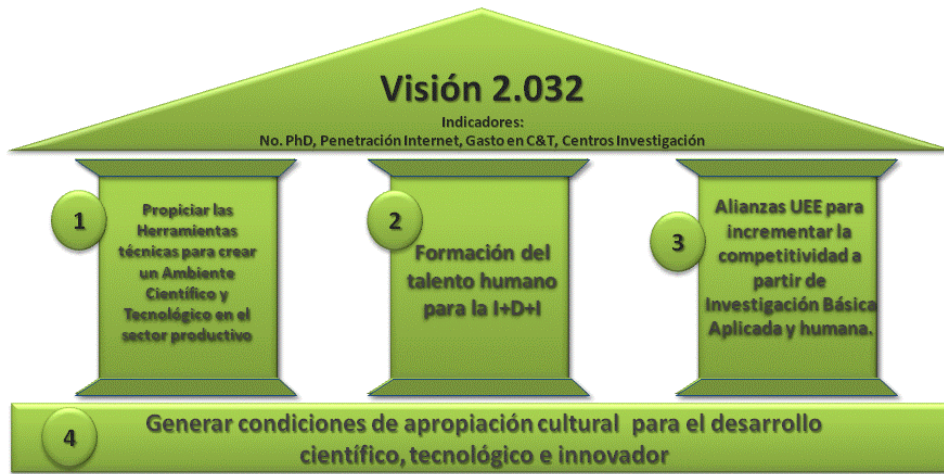 Visión 2.032
Indicadores:
No. PhD, Penetración Internet, Gasto en C&T, Centros Investigación
1
Propiciar las
Herramientas
técnicas para crear
un Ambiente
Científico y
Tecnológico en el
sector productivo
2
Formación del
talento humano
para la I+D+I
3
Alianzas UEE para
incrementar la
competitividad a
partir de
Investigación Básica
Aplicada y humana.
4
Generar condiciones de apropiación cultural para el desarrollo
científico, tecnológico e innovador